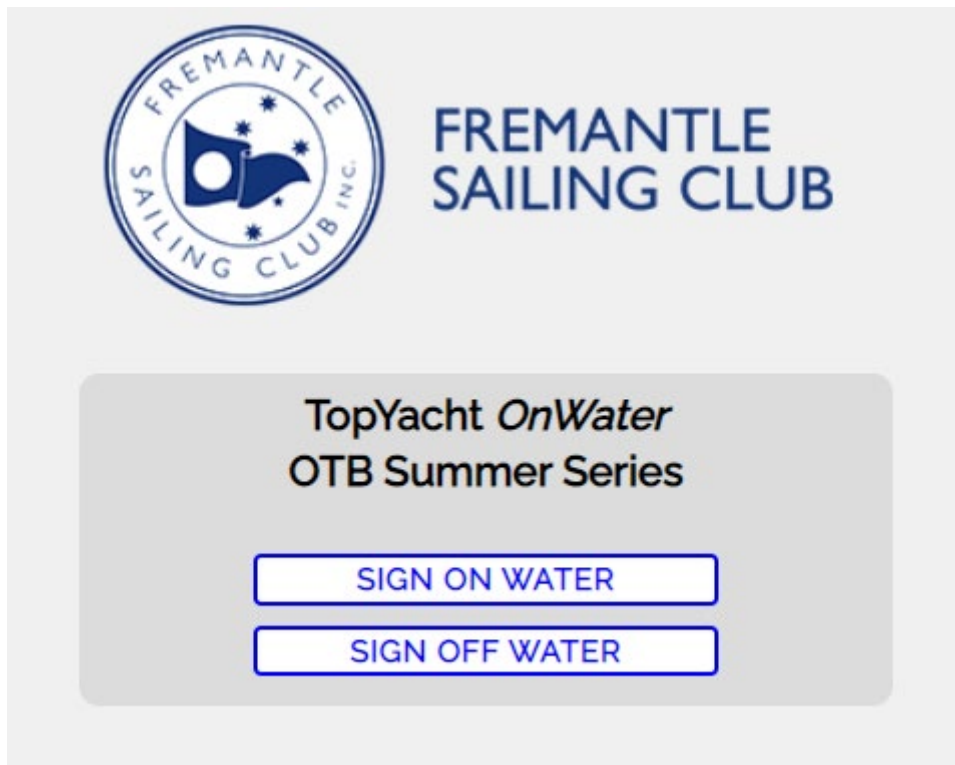 FREMANTLE
SAILING CLUB INC.
FREMANTLE
SAILING CLUB
TopYacht OnWater
OTB Summer Series
SIGN ON WATER
SIGN OFF WATER